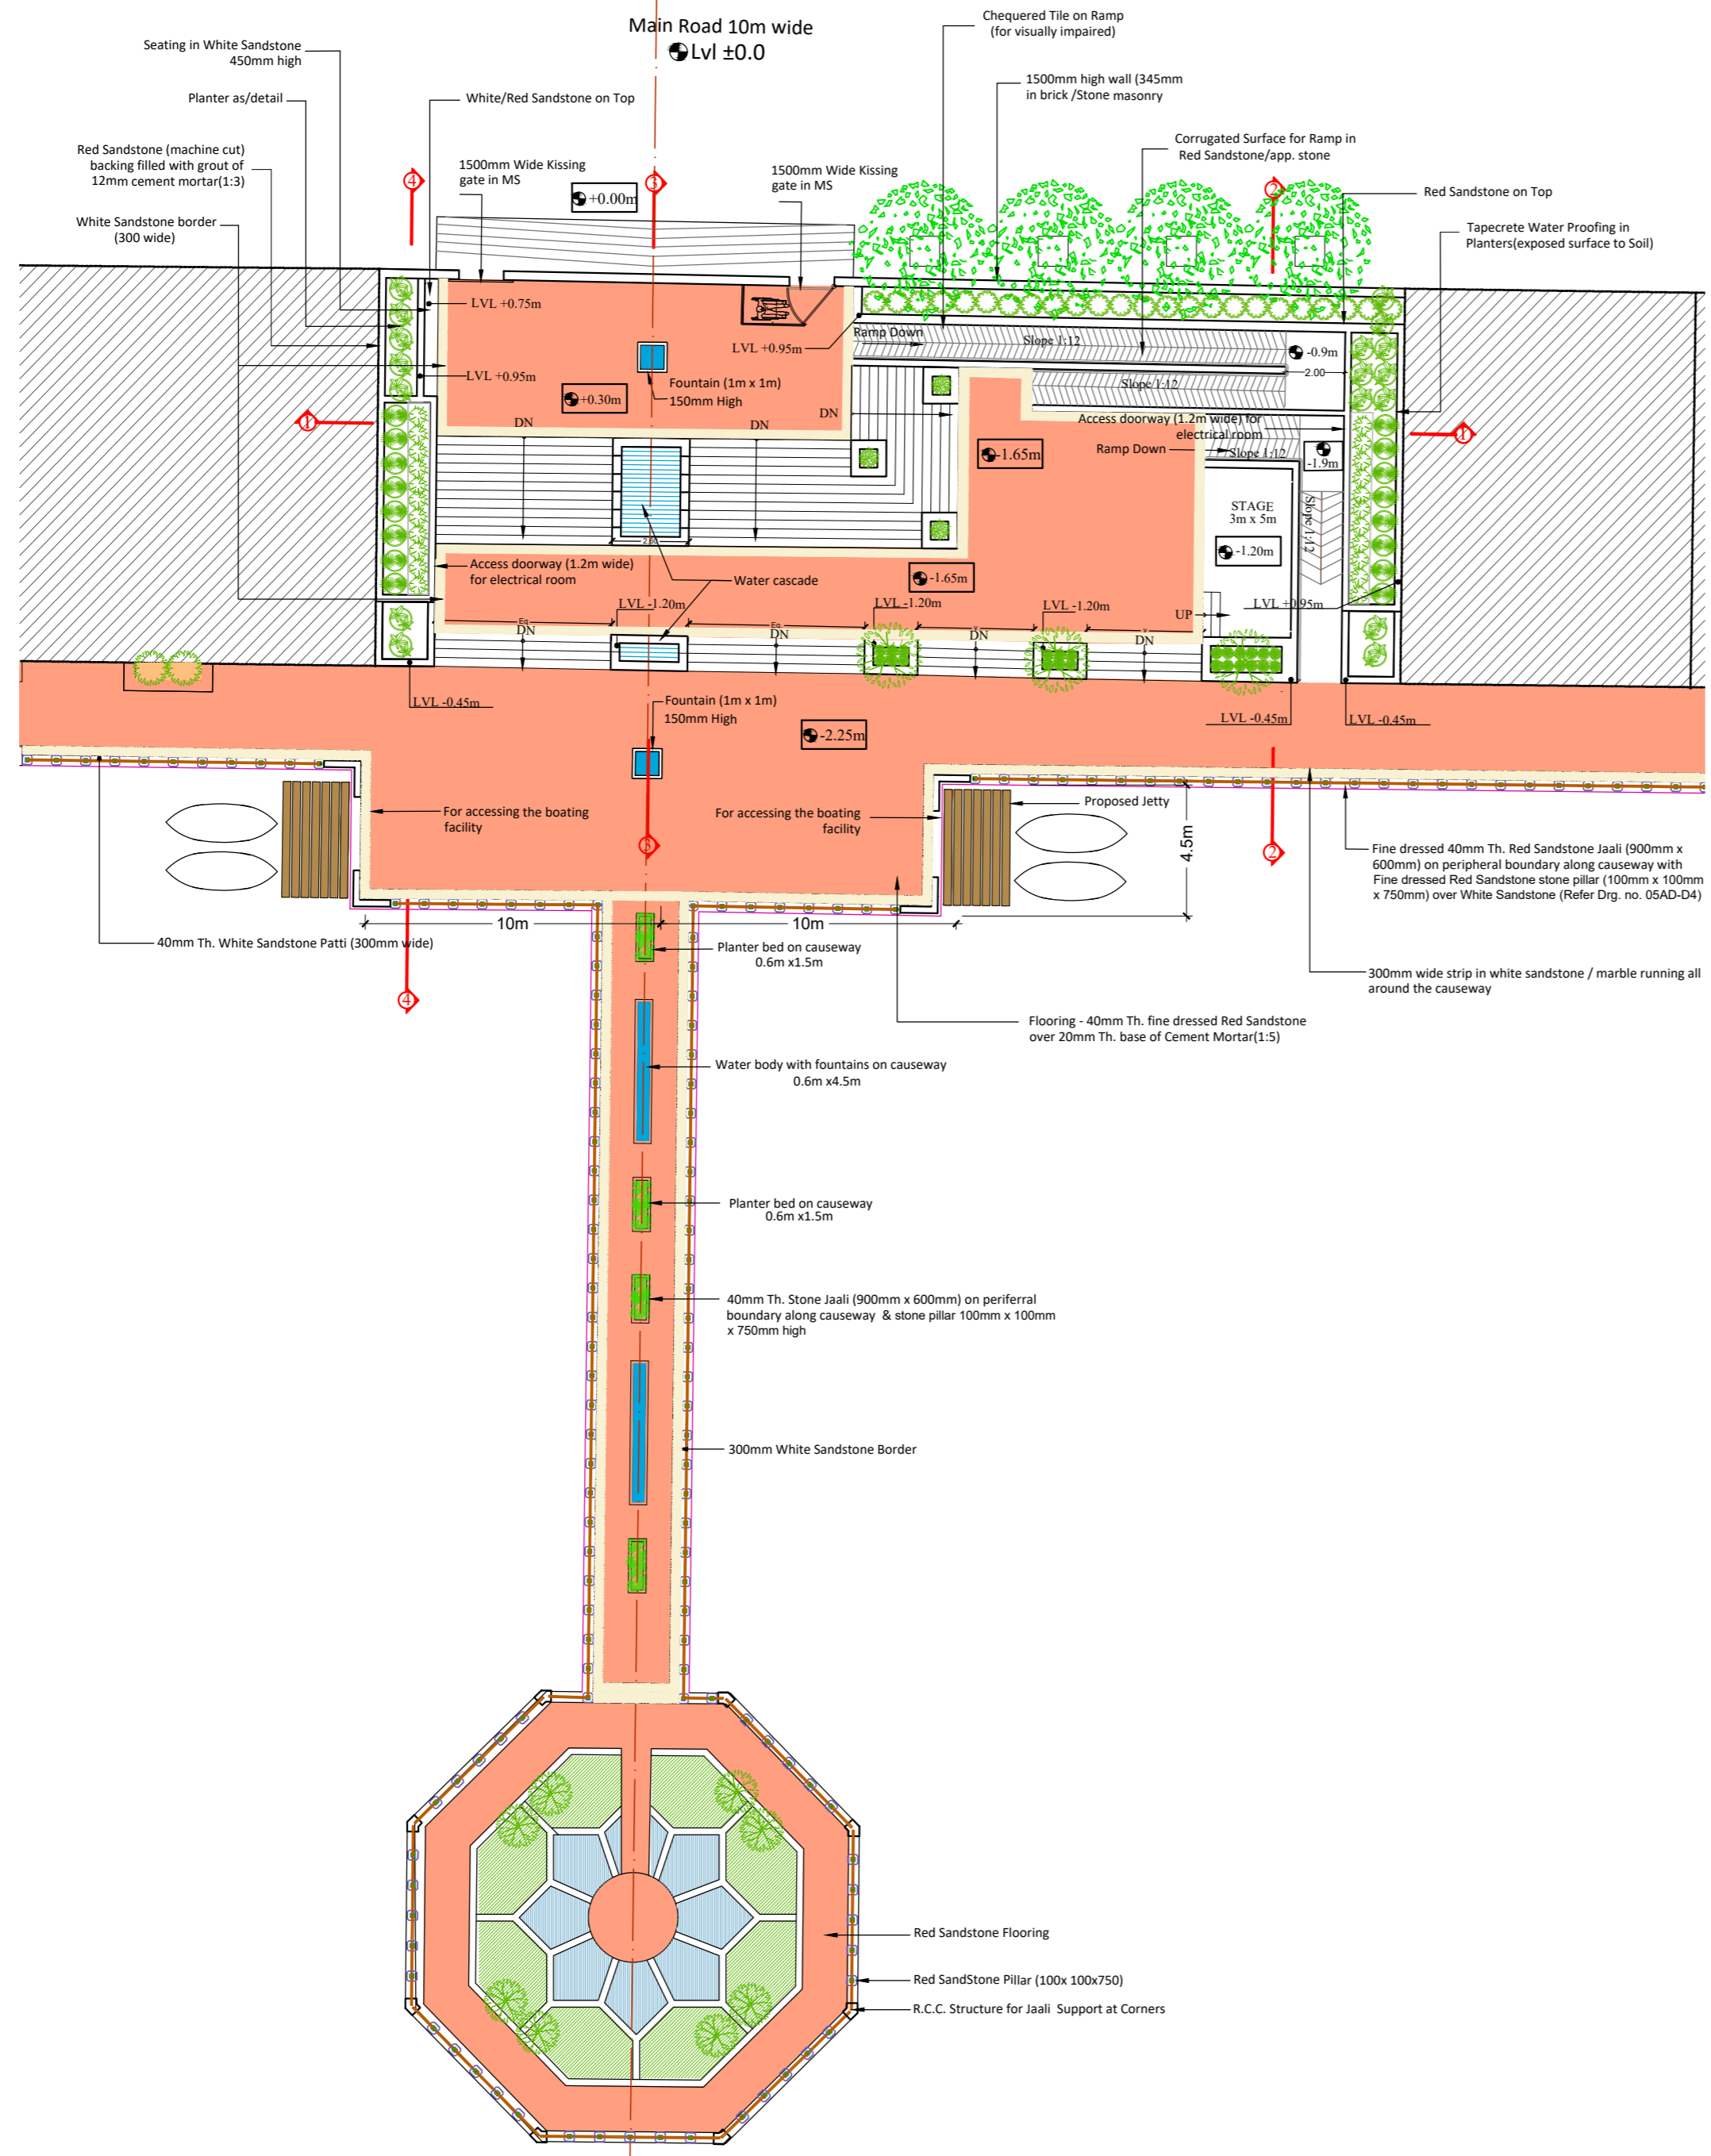 Main Road 10m wide
Lvl ±0.0
Chequered Tile on Ramp
(for visually impaired)
Seating in White Sandstone
450mm high
1500mm high wall (345mm
in brick /Stone masonry
Planter as/detail
White/Red Sandstone on Top
Corrugated Surface for Ramp in
Red Sandstone/app. stone
Red Sandstone (machine cut)
backing filled with grout of
12mm cement mortar(1:3)
1500mm Wide Kissing
gate in MS
1500mm Wide Kissing
gate in MS
4
3
2
+0.00m
Red Sandstone on Top
White Sandstone border
(300 wide)
Tapecrete Water Proofing in
Planters(exposed surface to Soil)
LVL +0.75m
Ramp Down
Slope 1:12
LVL +0.95m
-0.9m
2.00
LVL +0.95m
Fountain (1m x 1m)
150mm High
Slope 1:12
+0.30m
DN
DN
DN
Access doorway (1.2m wide) for
electrical room
1
1
-1.65m
Ramp Down
Slope 1:12
-1.9m
STAGE
3m x 5m
Slope 1:12
-1.20m
Access doorway (1.2m wide)
for electrical room
Water cascade
-1.65m
LVL -1.20m
LVL -1.20m
LVL -1.20m
LVL +0.95m
UP
Eq.
DN
Eq.
DN
DN
DN
LVL -0.45m
Fountain (1m x 1m)
150mm High
LVL -0.45m
LVL -0.45m
-2.25m
For accessing the boating
facility
For accessing the boating
facility
Proposed Jetty
4.5m
3
2
Fine dressed 40mm Th. Red Sandstone Jaali (900mm x
600mm) on peripheral boundary along causeway with
Fine dressed Red Sandstone stone pillar (100mm x 100mm
x 750mm) over White Sandstone (Refer Drg. no. 05AD-D4)
10m
10m
40mm Th. White Sandstone Patti (300mm wide)
Planter bed on causeway
0.6m x1.5m
300mm wide strip in white sandstone / marble running all
around the causeway
4
Flooring - 40mm Th. fine dressed Red Sandstone
over 20mm Th. base of Cement Mortar(1:5)
Water body with fountains on causeway
0.6m x4.5m
Planter bed on causeway
0.6m x1.5m
40mm Th. Stone Jaali (900mm x 600mm) on periferral
boundary along causeway & stone pillar 100mm x 100mm
x 750mm high
300mm White Sandstone Border
Red Sandstone Flooring
Red SandStone Pillar (100x 100x750)
R.C.C. Structure for Jaali Support at Corners